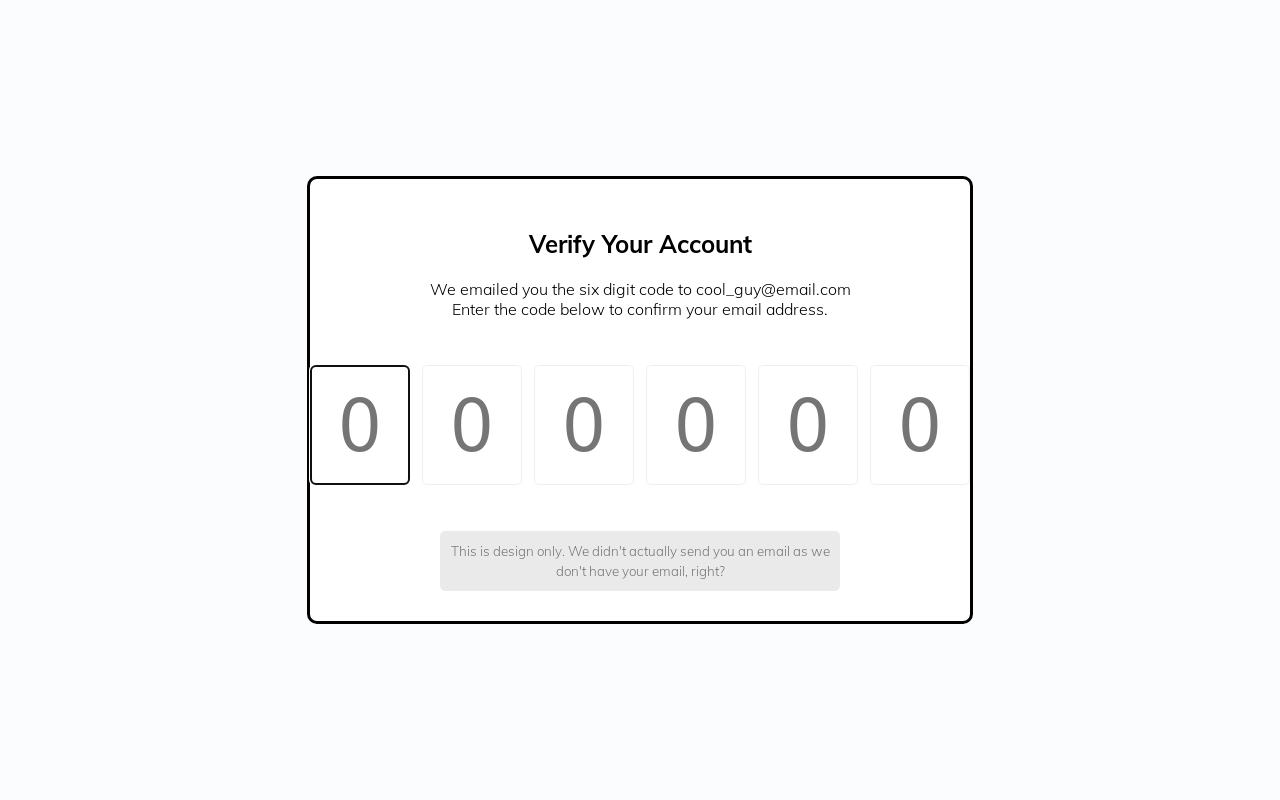 Verify Your Account
We emailed you the six digit code to cool_guy@email.com
Enter the code below to confirm your email address.
0 0 0 0 0 0
This is design only. We didn't actually send you an email as we
don't have your email, right?